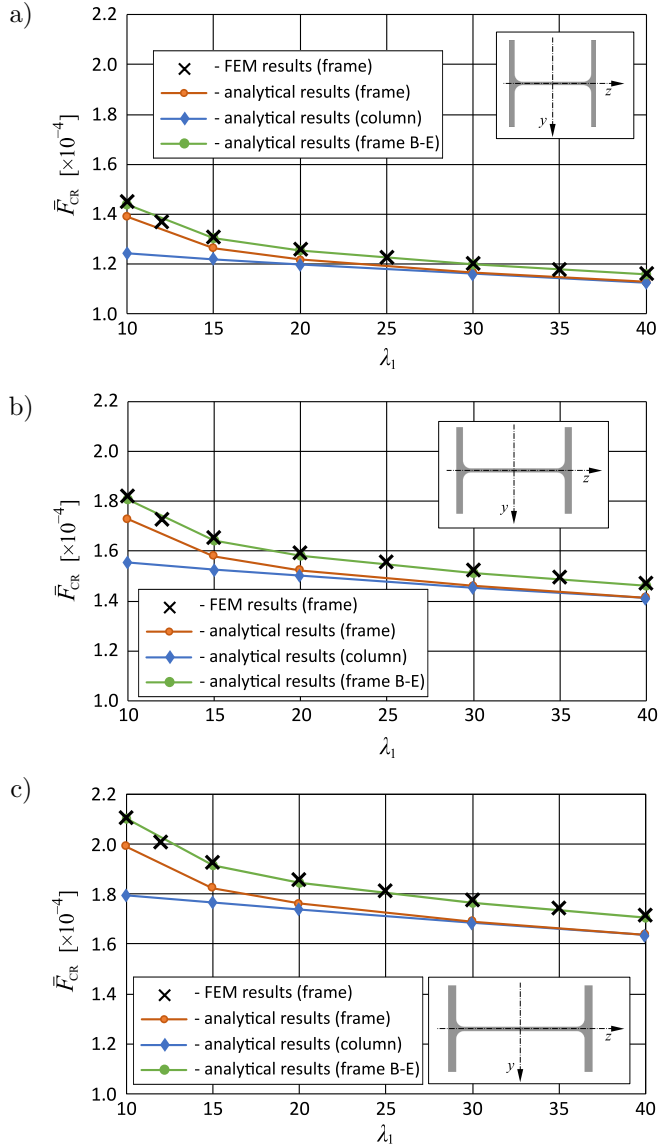 a)
2.2
2.0
1.8
1.6
1.4
1.2
1.0
F̿CR [×10⁻⁴]
- FEM results (frame)
- analytical results (frame)
- analytical results (column)
- analytical results (frame B-E)
z
y
10 15 20 25 30 35 40
λ1
b)
2.2
2.0
1.8
1.6
1.4
1.2
1.0
F̿CR [×10⁻⁴]
z
y
- FEM results (frame)
- analytical results (frame)
- analytical results (column)
- analytical results (frame B-E)
10 15 20 25 30 35 40
λ1
c)
2.2
2.0
1.8
1.6
1.4
1.2
1.0
F̿CR [×10⁻⁴]
- FEM results (frame)
- analytical results (frame)
- analytical results (column)
- analytical results (frame B-E)
z
y
10 15 20 25 30 35 40
λ1